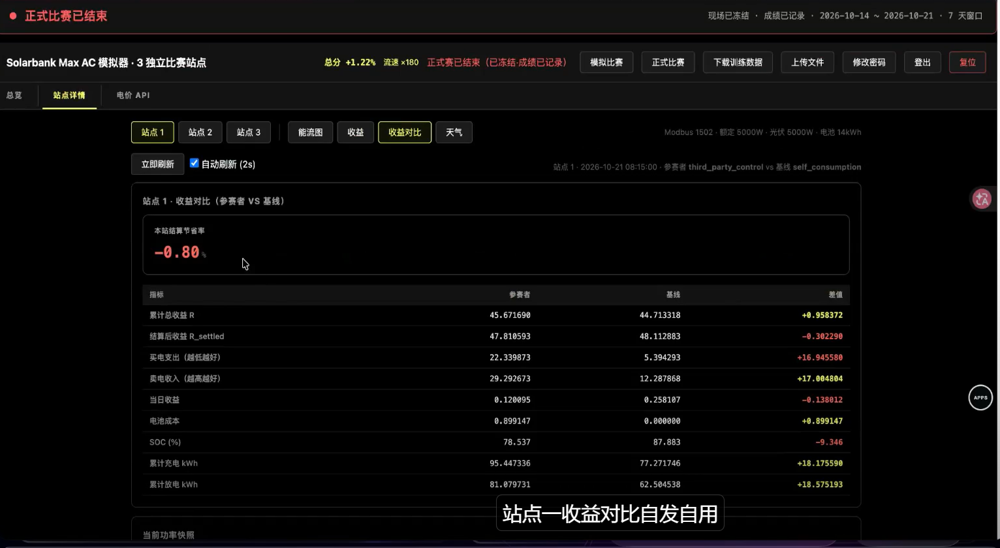 正式比赛已结束
现场已冻结 · 成绩已记录 · 2026-10-14 ~ 2026-10-21 · 7 天窗口
Solarbank Max AC 模拟器 · 3 独立比赛站点 总分 +1.22% 流速 ×180 正式赛已结束（已冻结·成绩已记录） 模拟比赛 正式比赛 下载训练数据 上传文件 修改密码 登出 复位
总览 站点详情 电价 API
站点 1 站点 2 站点 3 能流图 收益 收益对比 天气 Modbus 1502 · 额定 5000W · 光伏 5000W · 电池 14kWh
立即刷新 自动刷新 (2s) 站点 1 · 2026-10-21 08:15:00 · 参赛者 third_party_control vs 基线 self_consumption
站点 1 · 收益对比（参赛者 VS 基线）
本站结算节省率
-0.80 %
指标 参赛者 基线 差值
累计总收益 R 45.671690 44.713318 +0.958372
结算后收益 R_settled 47.810593 48.112883 -0.302290
买电支出（越低越好） 22.339873 5.394293 +16.945580
卖电收入（越高越好） 29.292673 12.287868 +17.004804
当日收益 0.120095 0.258107 -0.138012
电池成本 0.899147 0.000000 +0.899147
SOC (%) 78.537 87.883 -9.346
累计充电 kWh 95.447336 77.271746 +18.175590
累计放电 kWh 81.079731 62.504538 +18.575193
站点一收益对比自发自用
当前功率快照
APPS